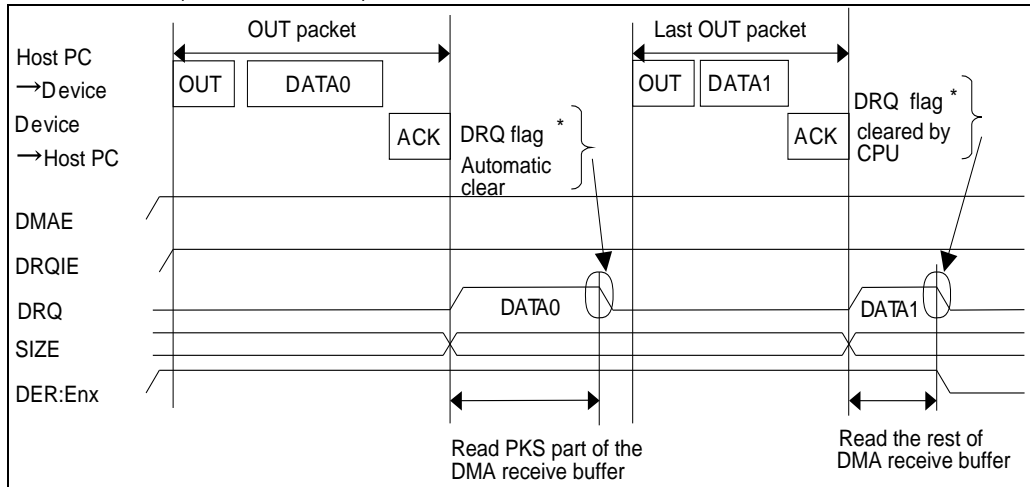 OUT packet
Last OUT packet
Host PC
→Device
OUT
DATA0
OUT
DATA1
Device
→Host PC
ACK
DRQ flag *
Automatic
clear
ACK
DRQ flag *
cleared by
CPU
DMAE
DRQIE
DRQ
DATA0
DATA1
SIZE
DER:Enx
Read PKS part of the
DMA receive buffer
Read the rest of
DMA receive buffer